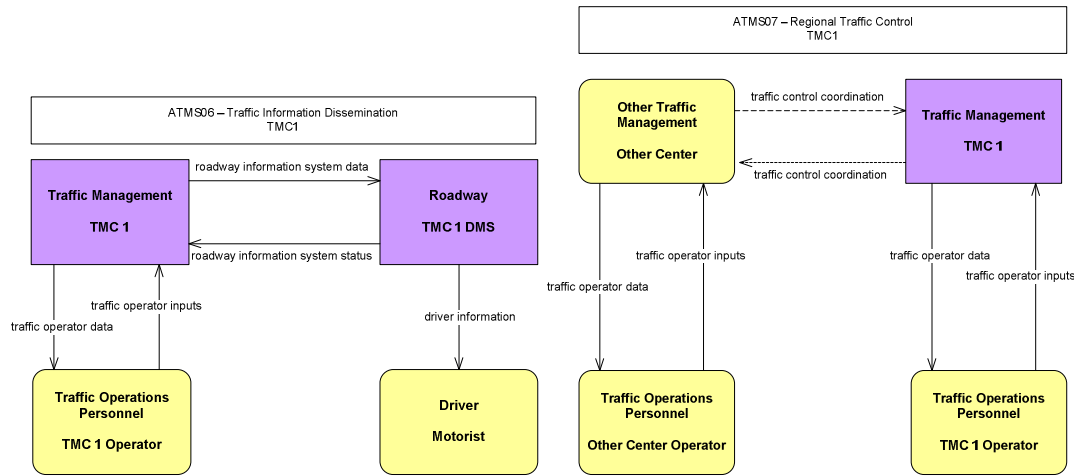 ATMS06 – Traffic Information Dissemination
TMC1
Traffic Management
TMC 1
roadway information system data
roadway information system status
Roadway
TMC 1 DMS
traffic operator data
traffic operator inputs
driver information
Traffic Operations
Personnel
TMC 1 Operator
Driver
Motorist
ATMS07 – Regional Traffic Control
TMC1
Other Traffic
Management
Other Center
traffic control coordination
traffic control coordination
Traffic Management
TMC 1
traffic operator data
traffic operator inputs
traffic operator data
traffic operator inputs
Traffic Operations
Personnel
Other Center Operator
Traffic Operations
Personnel
TMC 1 Operator